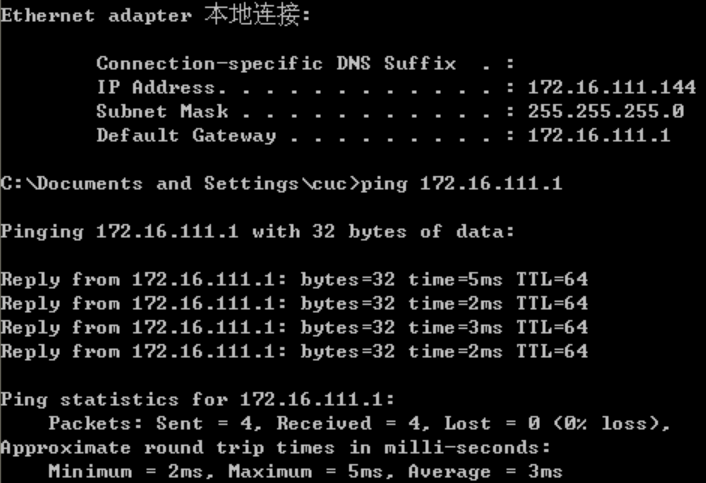 Ethernet adapter 本地连接:
Connection-specific DNS Suffix . :
IP Address. . . . . . . . . . . . : 172.16.111.144
Subnet Mask . . . . . . . . . . . : 255.255.255.0
Default Gateway . . . . . . . . . : 172.16.111.1
C:\Documents and Settings\cuc>ping 172.16.111.1
Pinging 172.16.111.1 with 32 bytes of data:
Reply from 172.16.111.1: bytes=32 time=5ms TTL=64
Reply from 172.16.111.1: bytes=32 time=2ms TTL=64
Reply from 172.16.111.1: bytes=32 time=3ms TTL=64
Reply from 172.16.111.1: bytes=32 time=2ms TTL=64
Ping statistics for 172.16.111.1:
Packets: Sent = 4, Received = 4, Lost = 0 (0% loss),
Approximate round trip times in milli-seconds:
Minimum = 2ms, Maximum = 5ms, Average = 3ms